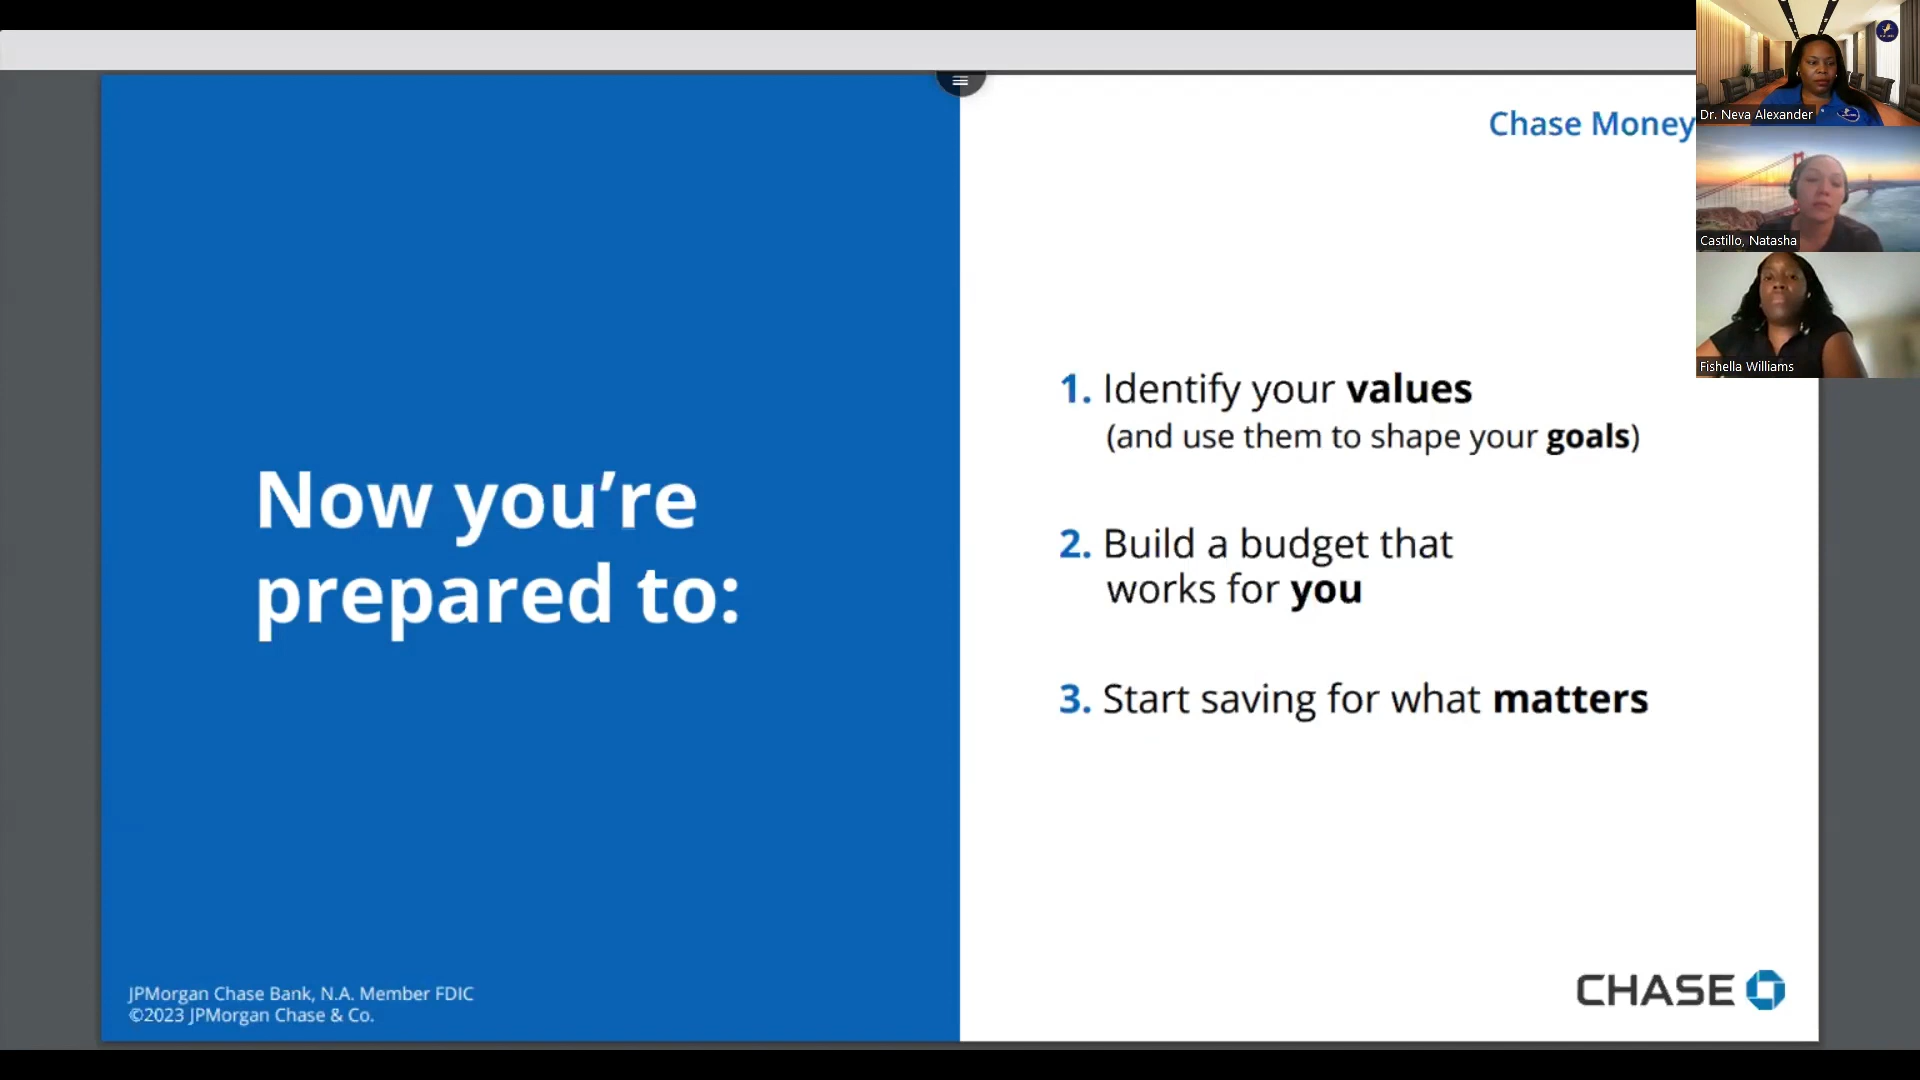 Chase Money
Now you're
prepared to:
1. Identify your values
(and use them to shape your goals)
2. Build a budget that
works for you
3. Start saving for what matters
JPMorgan Chase Bank, N.A. Member FDIC
©2023 JPMorgan Chase & Co.
CHASE
Dr. Neva Alexander
Castillo, Natasha
Fishella Williams